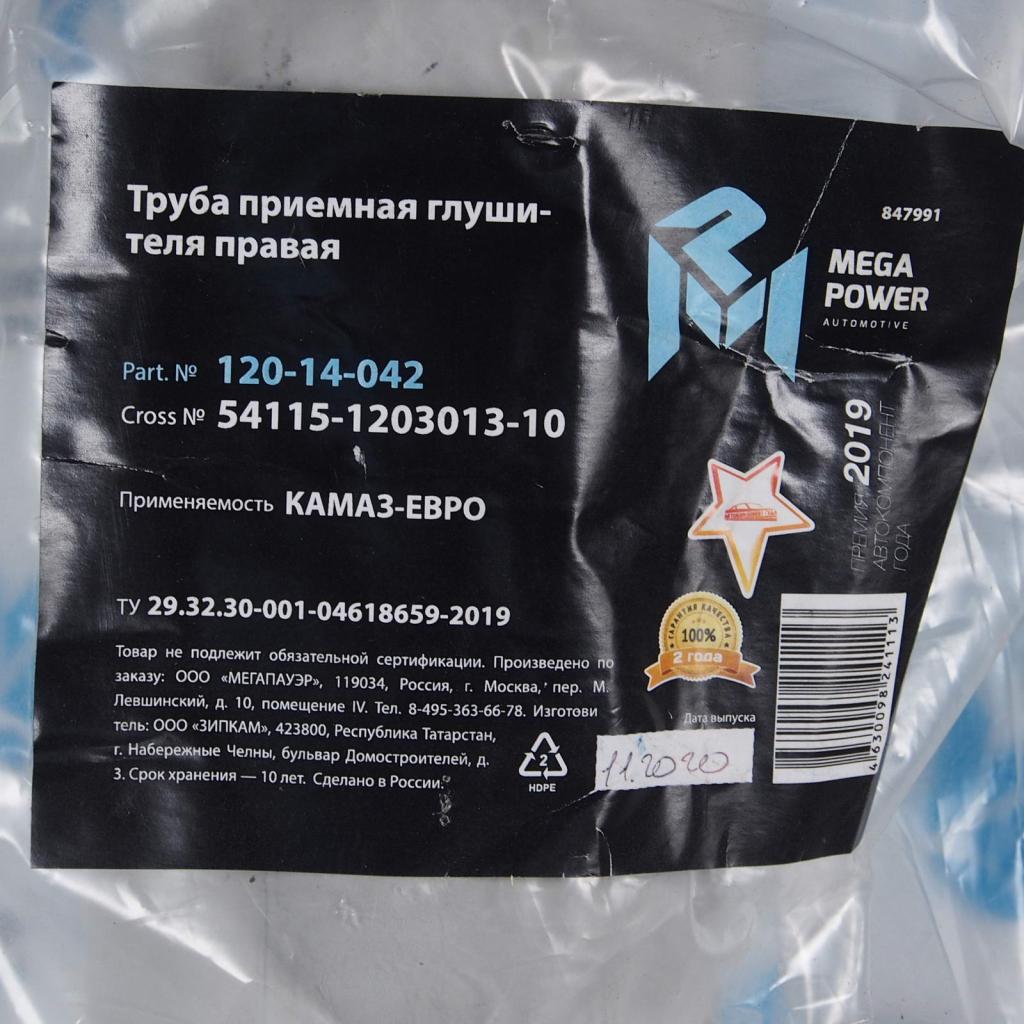 Труба приемная глуши-
теля правая
847991
MEGA
POWER
AUTOMOTIVE
Part. № 120-14-042
Cross № 54115-1203013-10
Применяемость КАМАЗ-ЕВРО
ПРЕМИЯ 2019
АВТОКОМПОНЕНТ
ГОДА
ТУ 29.32.30-001-04618659-2019
Товар не подлежит обязательной сертификации. Произведено по
заказу: ООО «МЕГАПАУЭР», 119034, Россия, г. Москва, пер. М.
Левшинский, д. 10, помещение IV. Тел. 8-495-363-66-78. Изготови
тель: ООО «ЗИПКАМ», 423800, Республика Татарстан,
г. Набережные Челны, бульвар Домостроителей, д.
3. Срок хранения — 10 лет. Сделано в России.
2
HDPE
ГАРАНТИЯ КАЧЕСТВА
100%
2 года
Дата выпуска
11.2020
4630098241113